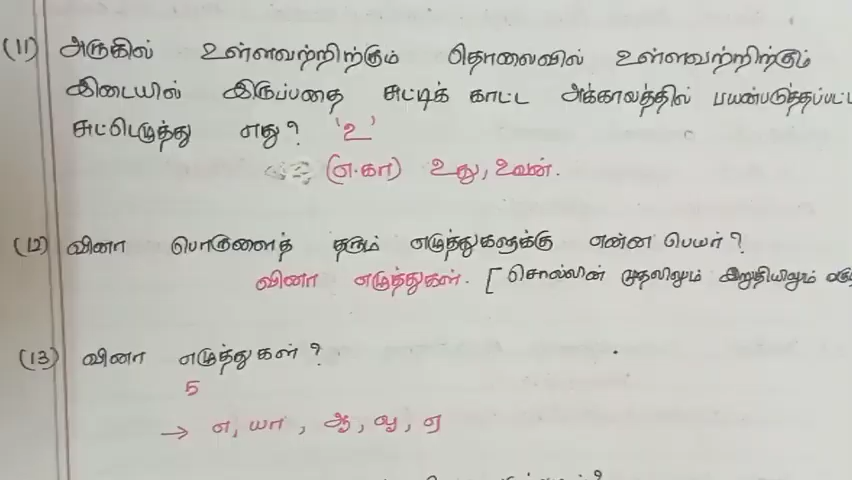 (11) அருகில் உள்ளவற்றிற்கும் தொலைவில் உள்ளவற்றிற்கும்
இடையில் இருப்பதை சுட்டிக் காட்ட அக்காலத்தில் பயன்படுத்தப்பட்ட
சுட்டெழுத்து எது? 'உ'
(எ.கா) உது, உவன்.
(12) வினா பொருளைத் தரும் எழுத்துகளுக்கு என்ன பெயர்?
வினா எழுத்துகள். [சொல்லின் முதலிலும் இறுதியிலும்
(13) வினா எழுத்துகள்?
5
→ எ, யா, ஆ, ஓ, ஏ